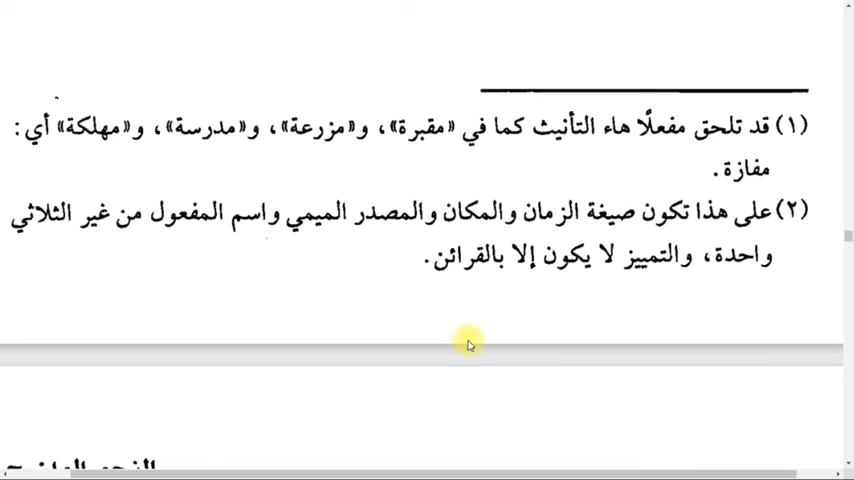 (١) قد تلحق مفعلًا هاء التأنيث كما في «مقبرة»، و«مزرعة»، و«مدرسة»، و«مهلكة» أي:
مفازة.
(٢) على هذا تكون صيغة الزمان والمكان والمصدر الميمي واسم المفعول من غير الثلاثي
واحدة، والتمييز لا يكون إلا بالقرائن.